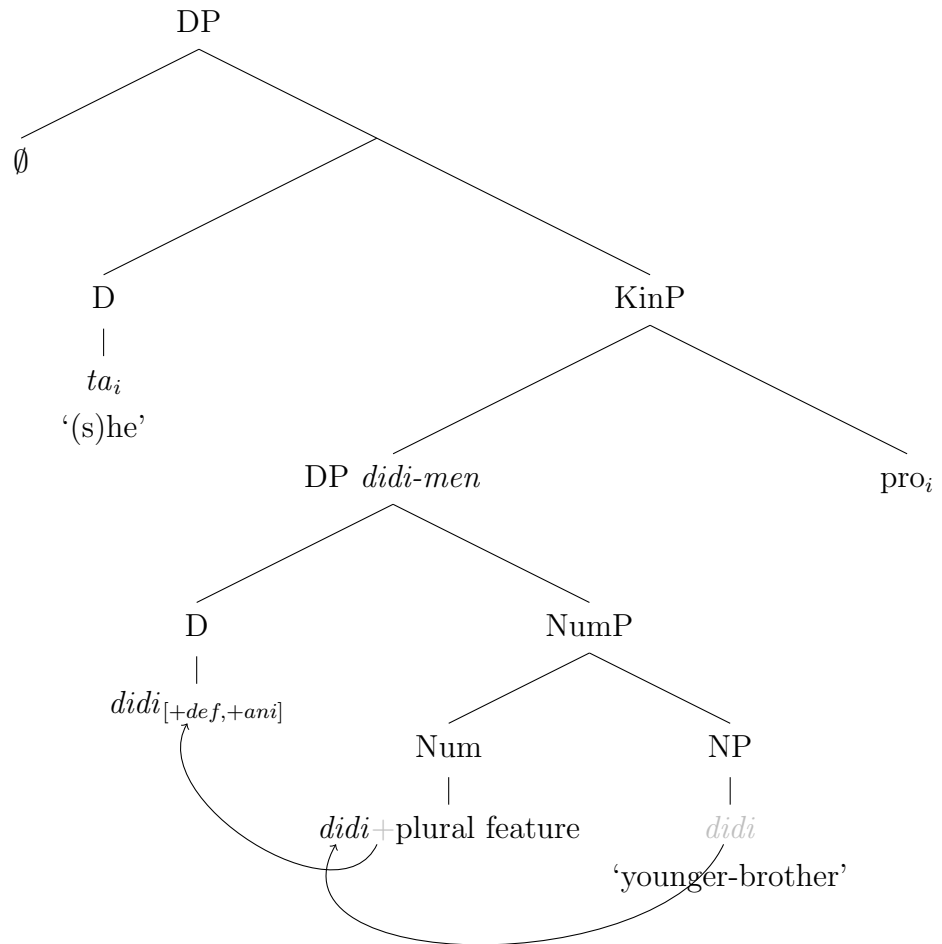 DP
∅
D
KinP
ta_i
‘(s)he’
DP didi-men
pro_i
D
NumP
didi_[+def,+ani]
Num
NP
didi+plural feature
didi
‘younger-brother’